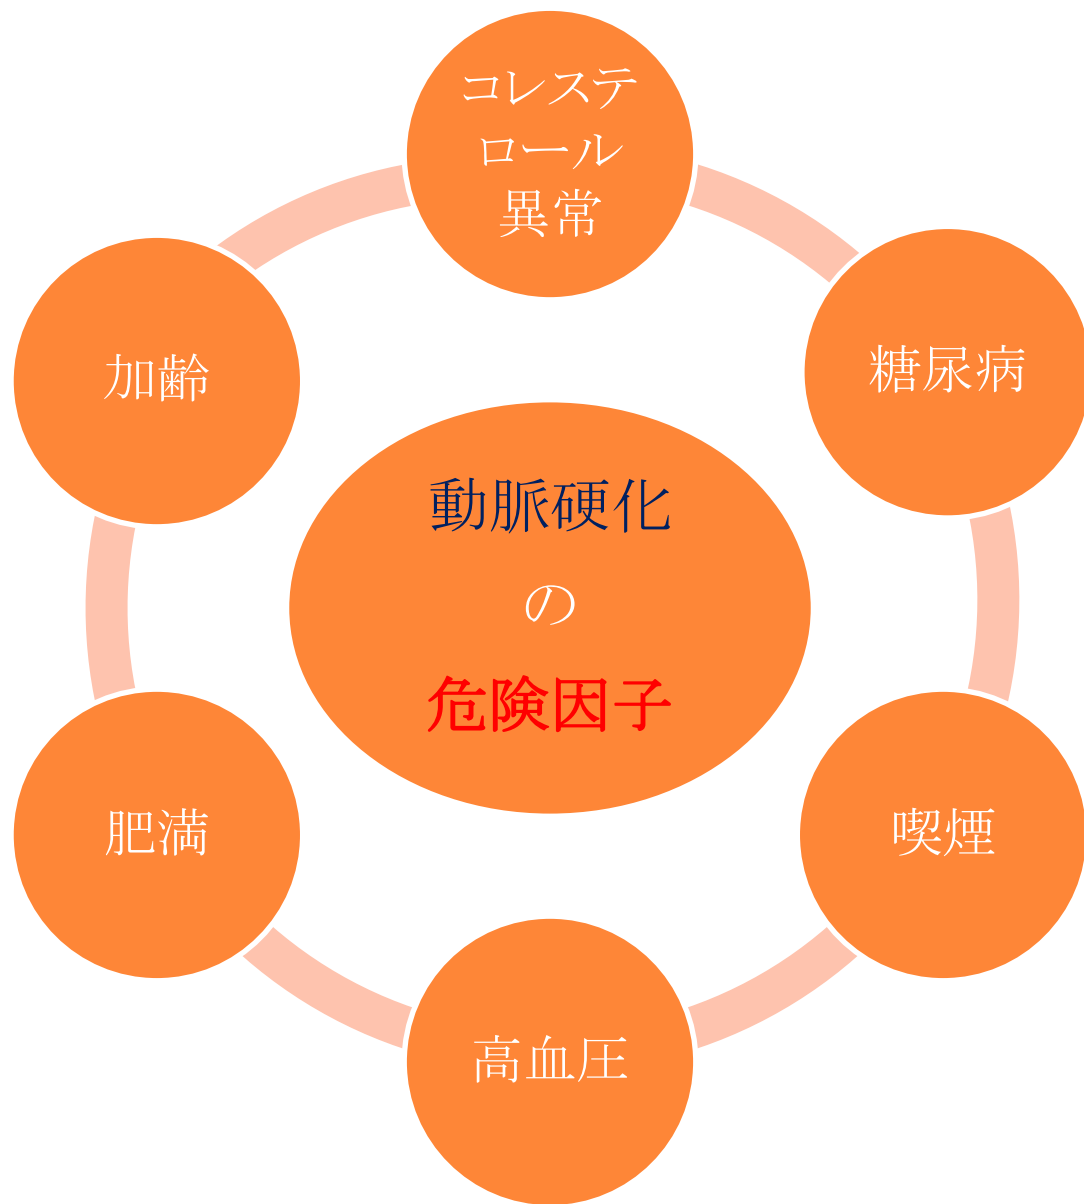 コレステ
ロール
異常
糖尿病
喫煙
高血圧
肥満
加齢
動脈硬化
の
危険因子